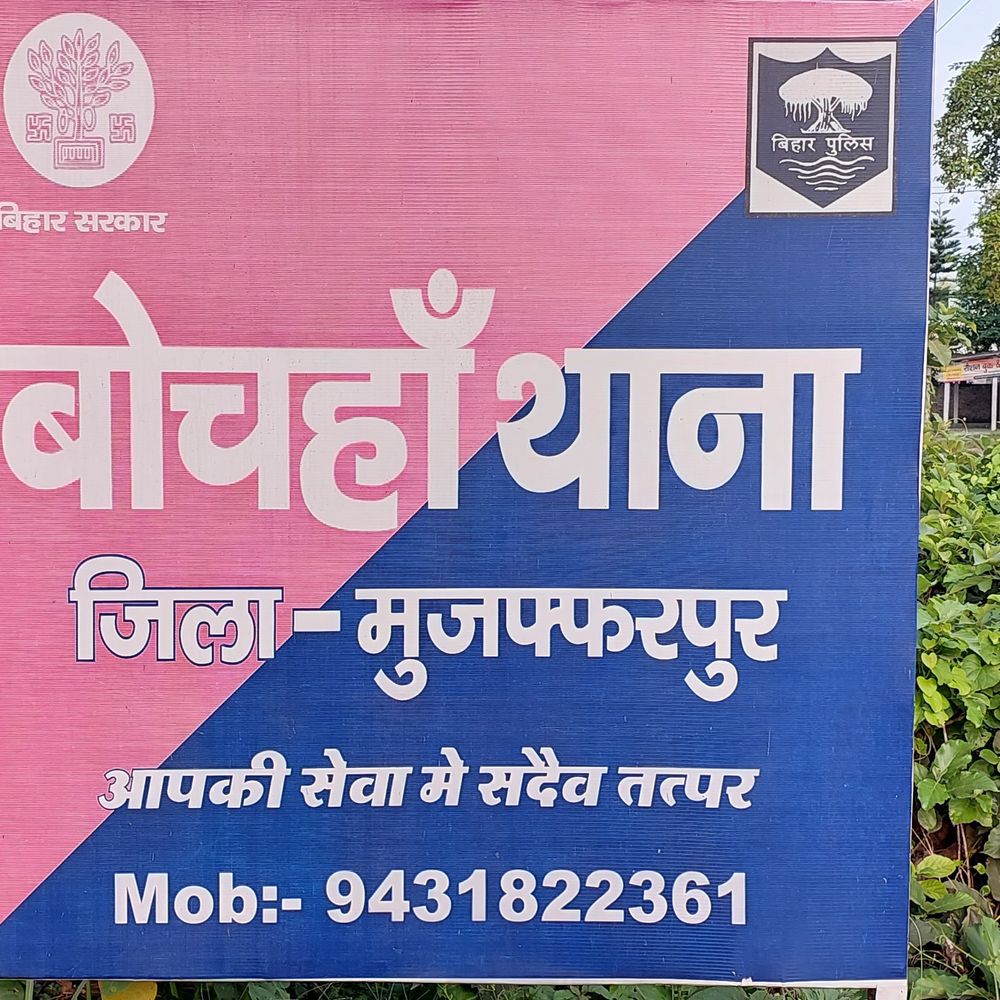 बिहार सरकार
बिहार पुलिस
बोचहाँ थाना
जिला - मुजफ्फरपुर
आपकी सेवा मे सदैव तत्पर
Mob:- 9431822361